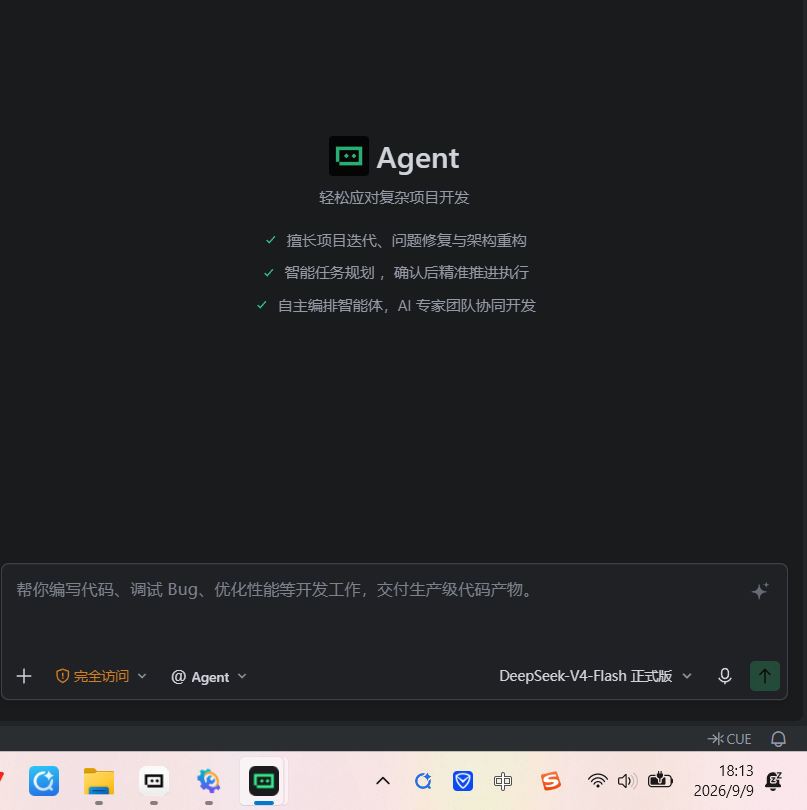 Agent
轻松应对复杂项目开发
擅长项目迭代、问题修复与架构重构
智能任务规划，确认后精准推进执行
自主编排智能体，AI 专家团队协同开发
帮你编写代码、调试 Bug、优化性能等开发工作，交付生产级代码产物。
完全访问 @ Agent DeepSeek-V4-Flash 正式版
CUE
中 18:13
2026/9/9